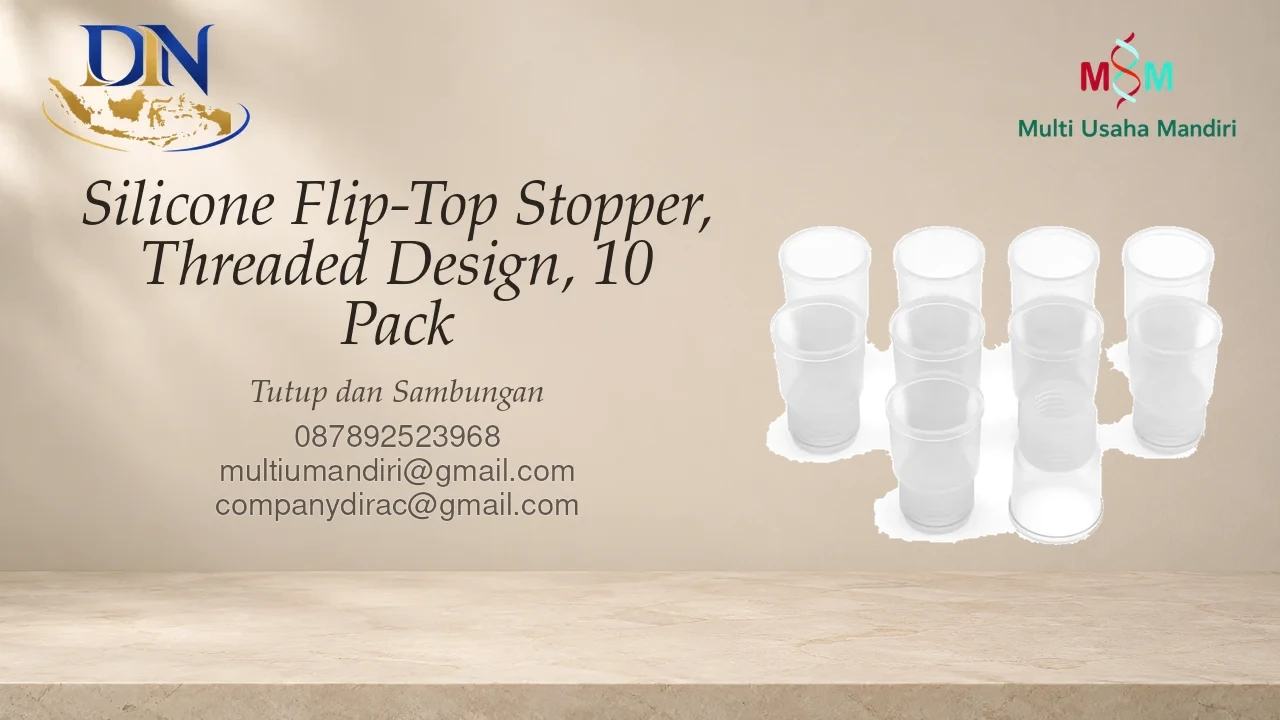 DN
M M
Multi Usaha Mandiri
Silicone Flip-Top Stopper,
Threaded Design, 10
Pack
Tutup dan Sambungan
087892523968
multiumandiri@gmail.com
companydirac@gmail.com